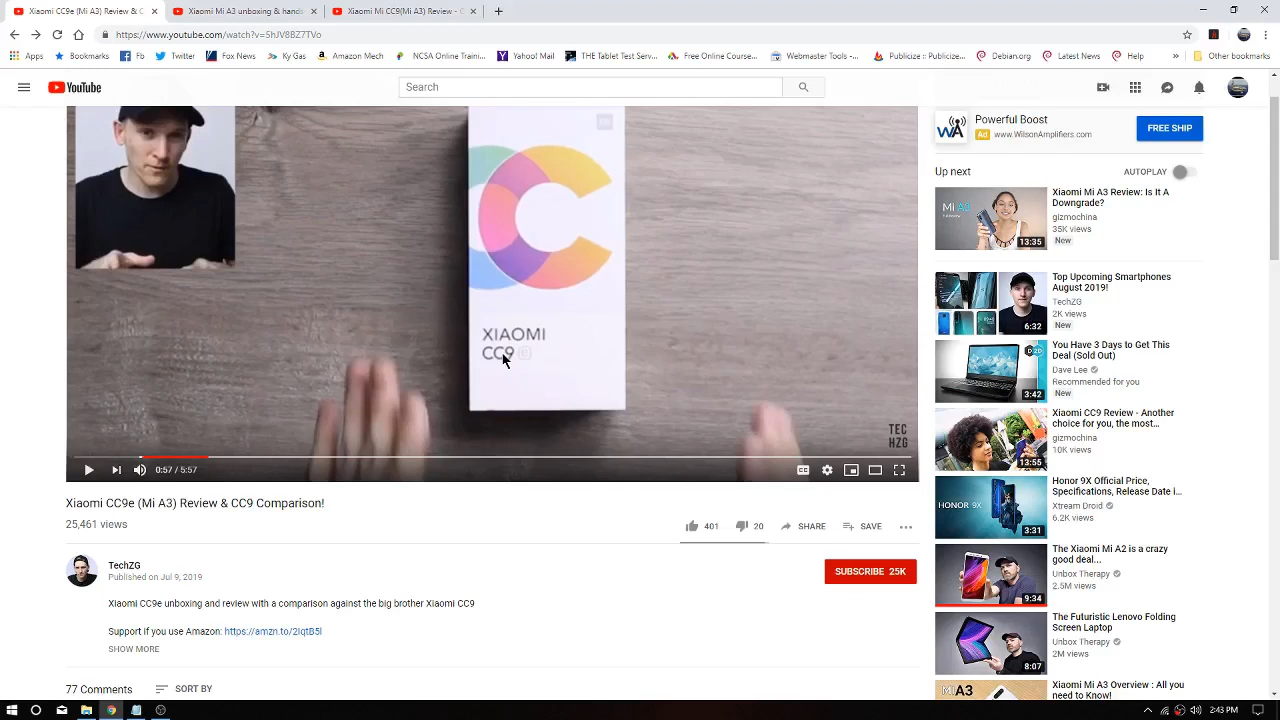 Xiaomi CC9e (Mi A3) Review & C
Xiaomi Mi A3 unboxing & hands
Xiaomi Mi CC9(Mi A3) Review - C
https://www.youtube.com/watch?v=5hJV8BZ7TVo
Apps
Bookmarks
Fb
Twitter
Fox News
Ky Gas
Amazon Mech
NCSA Online Traini...
Yahoo! Mail
THE Tablet Test Serv...
Free Online Course...
Webmaster Tools -...
Publicize :: Publicize...
Debian.org
Latest News
Help
»
Other bookmarks
YouTube
Search
XIAOMI
CC9
TEC
HZG
0:57 / 5:57
CC
Xiaomi CC9e (Mi A3) Review & CC9 Comparison!
25,461 views
401
20
SHARE
SAVE
TechZG
Published on Jul 9, 2019
SUBSCRIBE 25K
Xiaomi CC9e unboxing and review with a comparison against the big brother Xiaomi CC9
Support if you use Amazon: https://amzn.to/2IqtB5I
SHOW MORE
77 Comments
SORT BY
Powerful Boost
Ad www.WilsonAmplifiers.com
FREE SHIP
Up next
AUTOPLAY
Mi A3
13:35
Xiaomi Mi A3 Review: Is It A
Downgrade?
gizmochina
35K views
New
6:32
Top Upcoming Smartphones
August 2019!
TechZG
2K views
New
3:42
You Have 3 Days to Get This
Deal (Sold Out)
Dave Lee
Recommended for you
New
13:55
Xiaomi CC9 Review - Another
choice for you, the most...
gizmochina
10K views
HONOR 9X
3:31
Honor 9X Official Price,
Specifications, Release Date i...
Xtream Droid
6.2K views
9:34
The Xiaomi Mi A2 is a crazy
good deal...
Unbox Therapy
2.5M views
8:07
The Futuristic Lenovo Folding
Screen Laptop
Unbox Therapy
2M views
MiA3
Xiaomi Mi A3 Overview : All you
need to Know!
2:43 PM